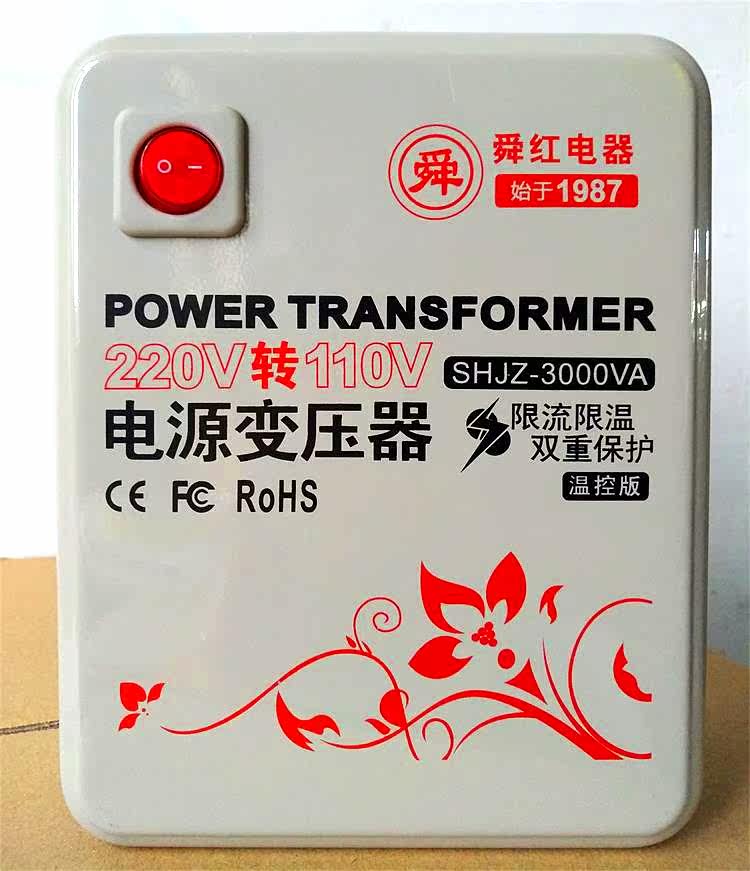 舜
舜红电器
始于1987
POWER TRANSFORMER
220V转110V
SHJZ-3000VA
电源变压器
限流限温
双重保护
温控版
CE FC RoHS